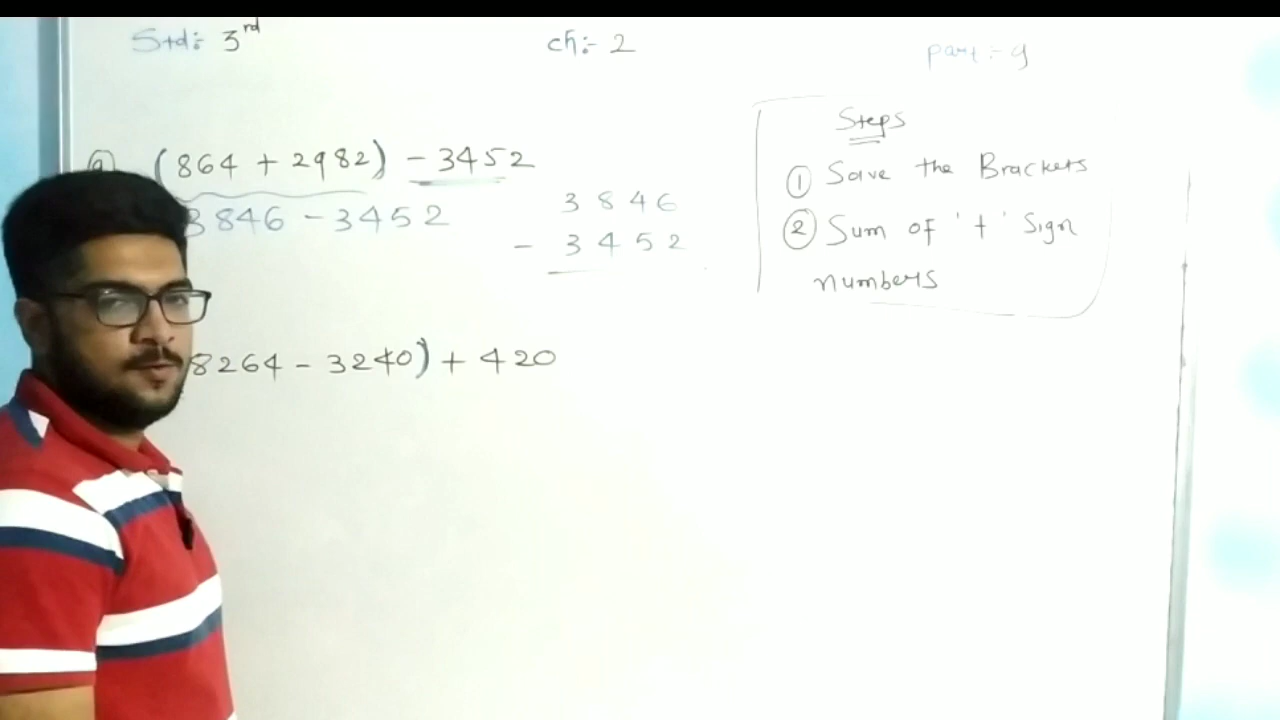 Std:- 3rd
ch:- 2
part:- 9
a) (864 + 2982) - 3452
3846 - 3452
3846
- 3452
8264 - 3240) + 420
Steps
① Save the Brackets
② Sum of '+' Sign
numbers